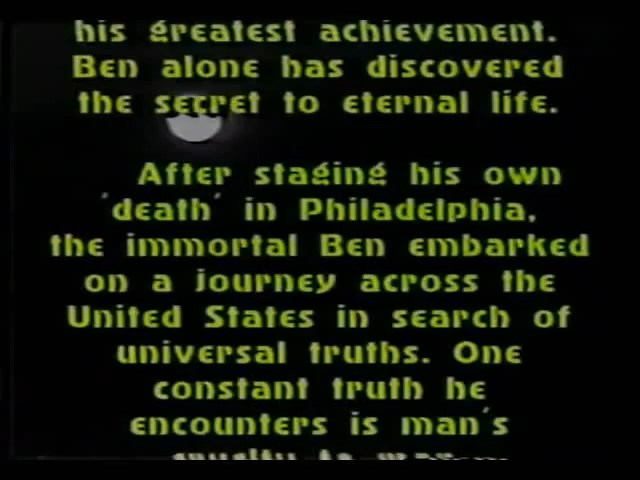 his greatest achievement.
Ben alone has discovered
the secret to eternal life.
After staging his own
'death' in Philadelphia,
the immortal Ben embarked
on a journey across the
United States in search of
universal truths. One
constant truth he
encounters is man's